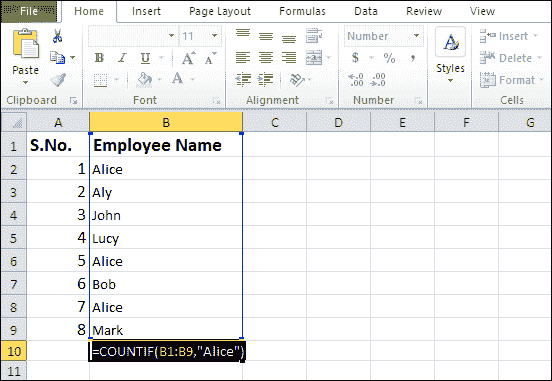 File Home Insert Page Layout Formulas Data Review View
11 Number Insert
Paste B I U A A $ % , Styles Delete
Format
Clipboard Font Alignment Number Cells
A B C D E F G
1 S.No. Employee Name
2 1 Alice
3 2 Aly
4 3 John
5 4 Lucy
6 5 Alice
7 6 Bob
8 7 Alice
9 8 Mark
10 =COUNTIF(B1:B9,"Alice")
11